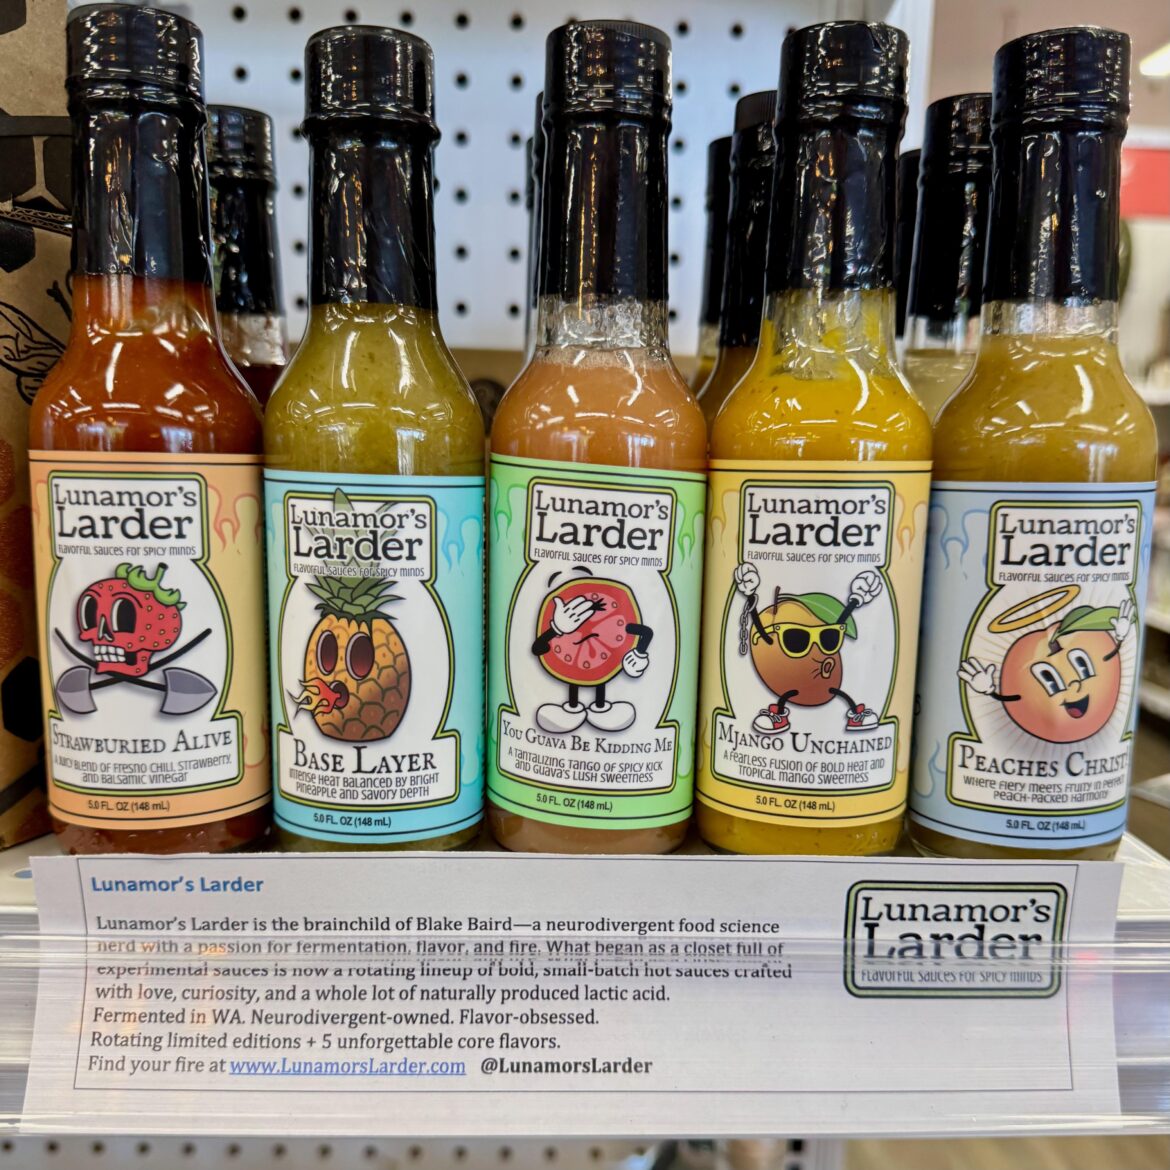 Lunamor's
Larder
Flavorful Sauces for Spicy Minds
Strawburied Alive
A juicy blend of Fresno chili, strawberry,
and balsamic vinegar
5.0 FL. OZ (148 mL)
Lunamor's
Larder
Flavorful Sauces for Spicy Minds
Base Layer
Intense heat balanced by bright
pineapple and savory depth
5.0 FL. OZ (148 mL)
Lunamor's
Larder
Flavorful Sauces for Spicy Minds
You Guava Be Kidding Me
A tantalizing tango of spicy kick
and guava's lush sweetness
5.0 FL. OZ (148 mL)
Lunamor's
Larder
Flavorful Sauces for Spicy Minds
Mjango Unchained
A fearless fusion of bold heat and
tropical mango sweetness
5.0 FL. OZ (148 mL)
Lunamor's
Larder
Flavorful Sauces for Spicy Minds
Peaches Christ!
Where fiery meets fruity in perfect
peach-packed harmony
5.0 FL. OZ (148 mL)
Lunamor's Larder
Lunamor's Larder is the brainchild of Blake Baird—a neurodivergent food science
nerd with a passion for fermentation, flavor, and fire. What began as a closet full of
experimental sauces is now a rotating lineup of bold, small-batch hot sauces crafted
with love, curiosity, and a whole lot of naturally produced lactic acid.
Fermented in WA. Neurodivergent-owned. Flavor-obsessed.
Rotating limited editions + 5 unforgettable core flavors.
Find your fire at www.LunamorsLarder.com @LunamorsLarder
Lunamor's
Larder
Flavorful Sauces for Spicy Minds